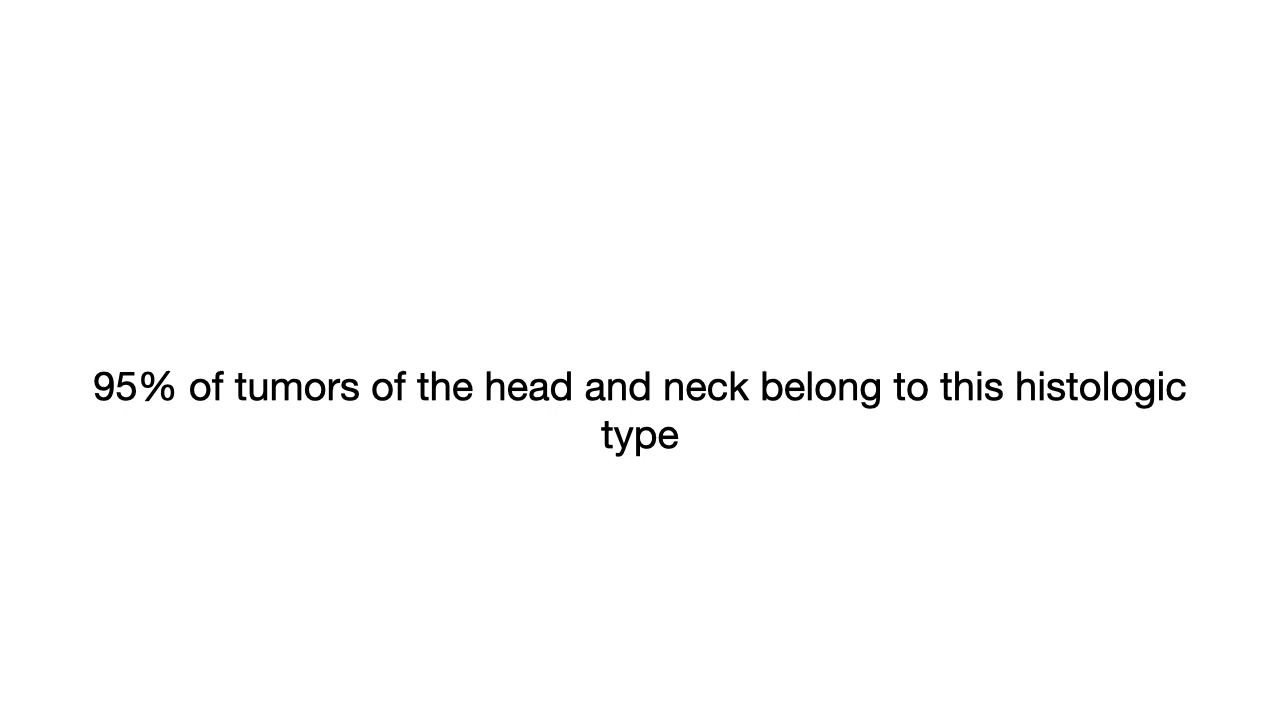 95% of tumors of the head and neck belong to this histologic
type